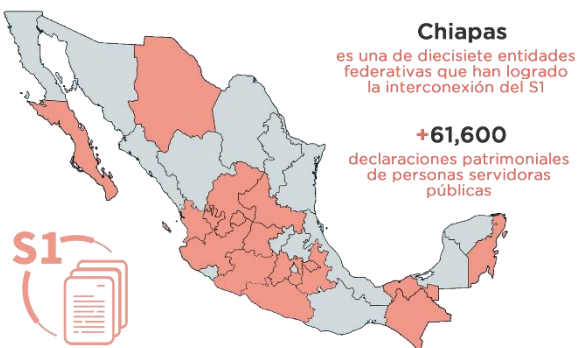 Chiapas
es una de diecisiete entidades
federativas que han logrado
la interconexión del S1
+61,600
declaraciones patrimoniales
de personas servidoras
públicas
S1